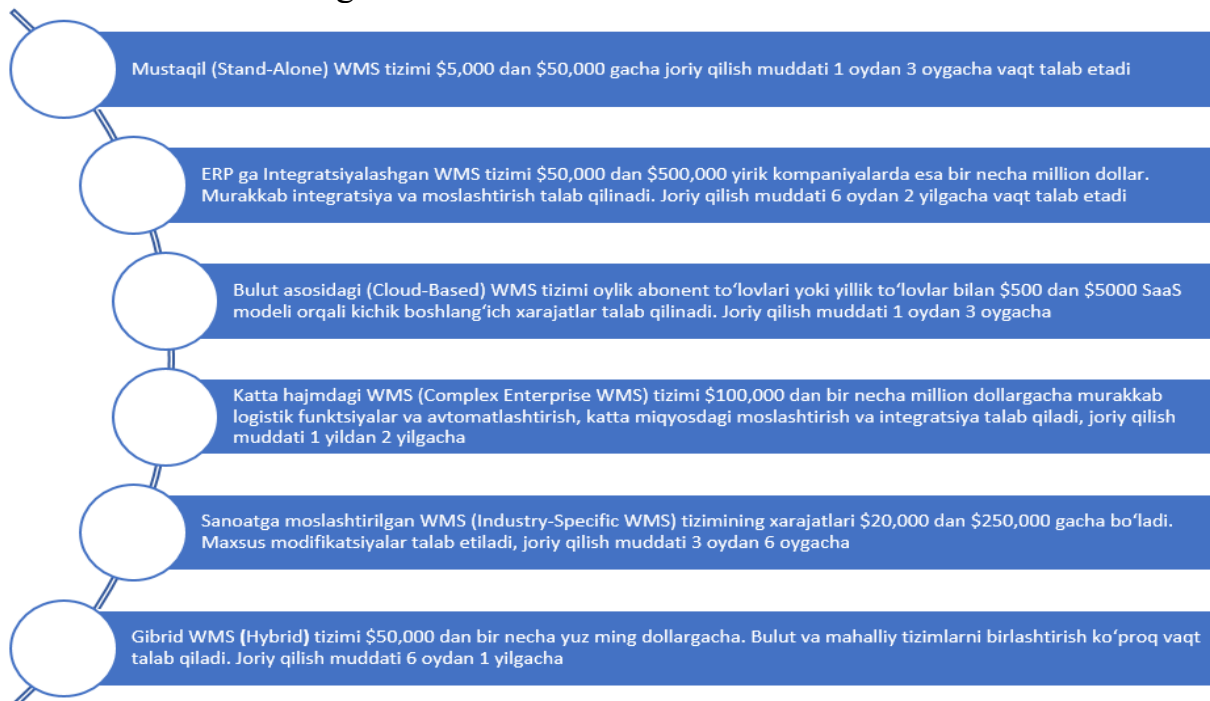 Mustaqil (Stand-Alone) WMS tizimi $5,000 dan $50,000 gacha joriy qilish muddati 1 oydan 3 oygacha vaqt talab etadi
ERP ga Integratsiyalashgan WMS tizimi $50,000 dan $500,000 yirik kompaniyalarda esa bir necha million dollar.
Murakkab integratsiya va moslashtirish talab qilinadi. Joriy qilish muddati 6 oydan 2 yilgacha vaqt talab etadi
Bulut asosidagi (Cloud-Based) WMS tizimi oylik abonent to‘lovlari yoki yillik to‘lovlar bilan $500 dan $5000 SaaS
modeli orqali kichik boshlang‘ich xarajatlar talab qilinadi. Joriy qilish muddati 1 oydan 3 oygacha
Katta hajmdagi WMS (Complex Enterprise WMS) tizimi $100,000 dan bir necha million dollargacha murakkab
logistik funktsiyalar va avtomatlashtirish, katta miqyosdagi moslashtirish va integratsiya talab qiladi, joriy qilish
muddati 1 yildan 2 yilgacha
Sanoatga moslashtirilgan WMS (Industry-Specific WMS) tizimining xarajatlari $20,000 dan $250,000 gacha bo‘ladi.
Maxsus modifikatsiyalar talab etiladi, joriy qilish muddati 3 oydan 6 oygacha
Gibrid WMS (Hybrid) tizimi $50,000 dan bir necha yuz ming dollargacha. Bulut va mahalliy tizimlarni birlashtirish ko‘proq vaqt
talab qiladi. Joriy qilish muddati 6 oydan 1 yilgacha